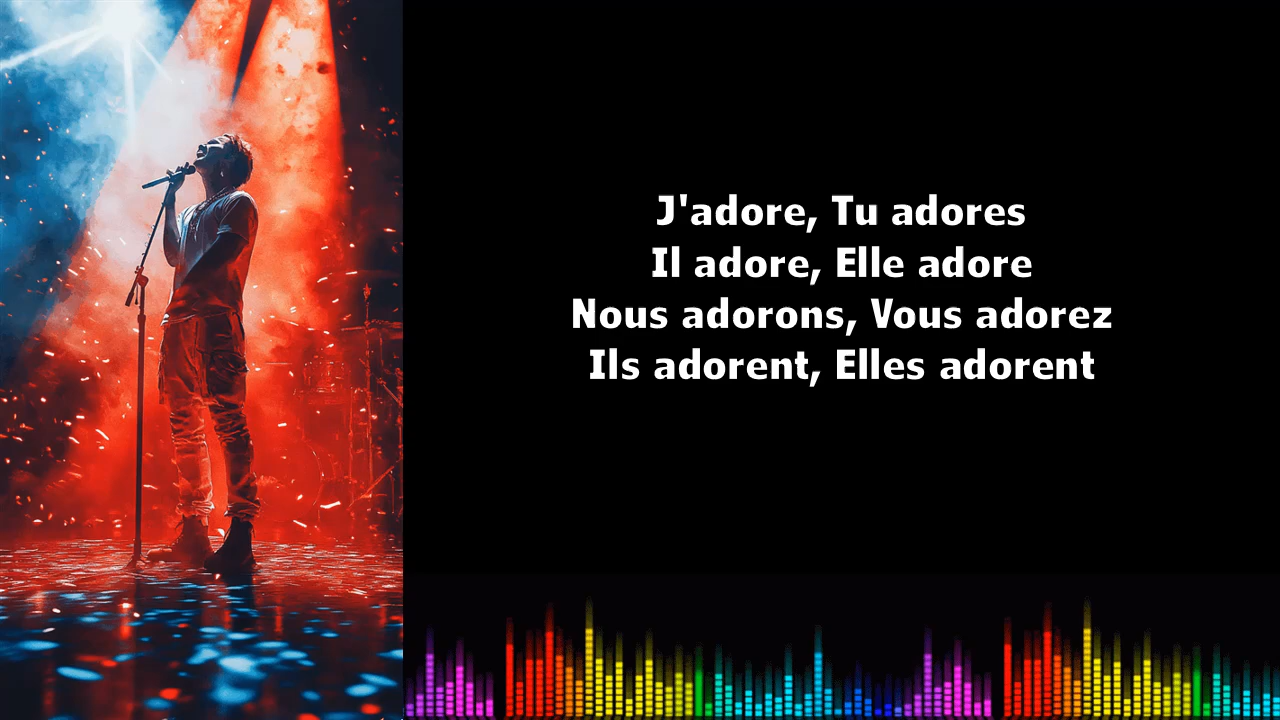 J'adore, Tu adores
Il adore, Elle adore
Nous adorons, Vous adorez
Ils adorent, Elles adorent